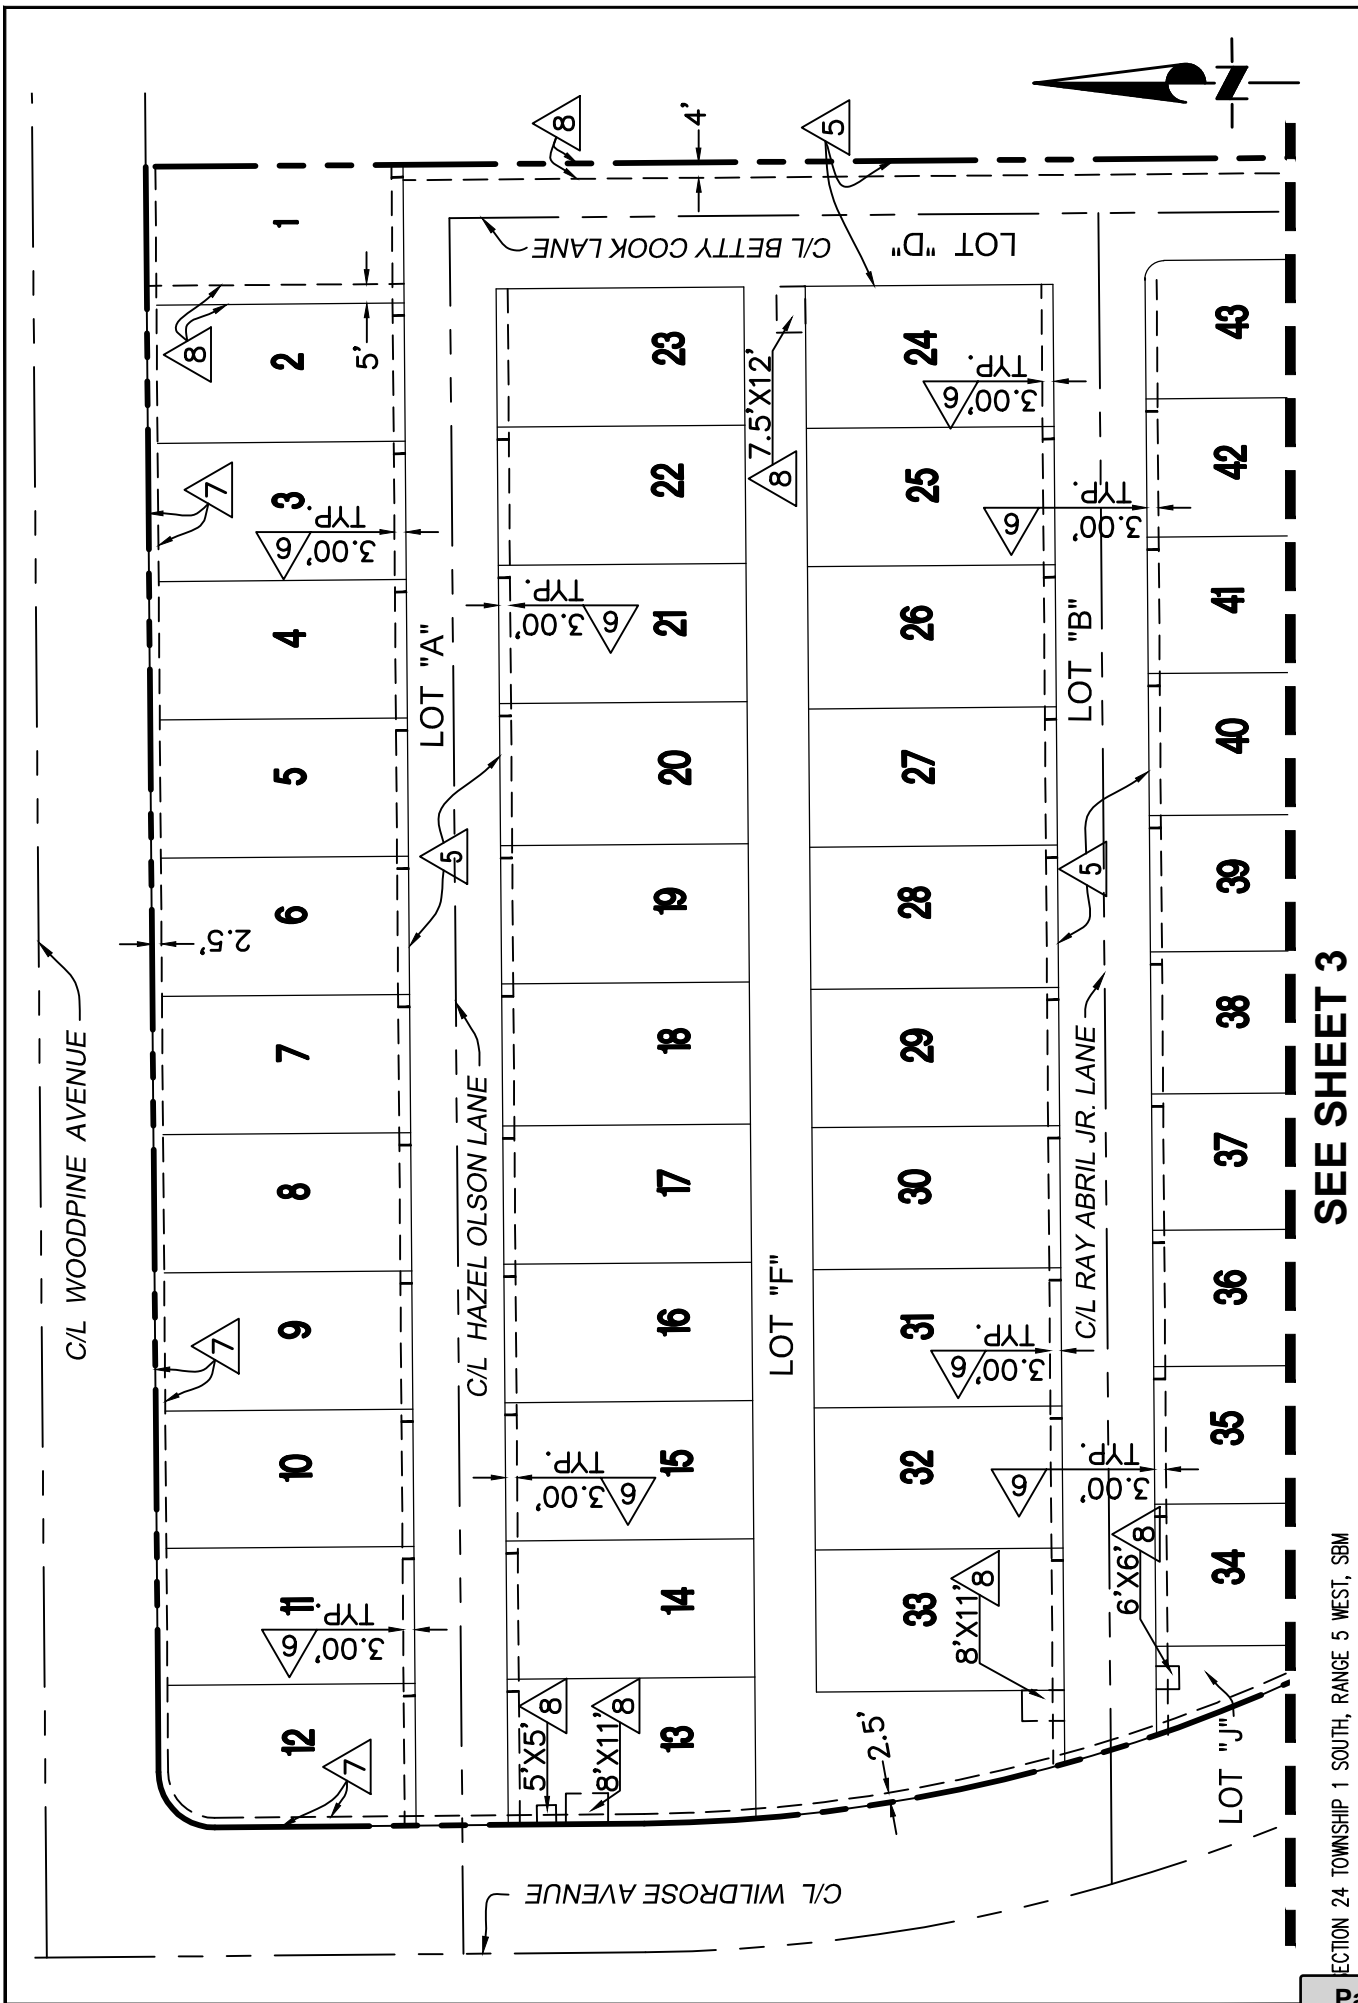 C/L WOODPINE AVENUE
1
2
3
4
5
6
7
8
9
10
11
12
8
5'
7
6
3.00'
TYP.
2.5'
7
6
3.00'
TYP.
7
LOT "A"
C/L HAZEL OLSON LANE
5
C/L BETTY COOK LANE
LOT "D"
8
4'
5
N
23
22
21
20
19
18
17
16
15
14
13
6
3.00'
TYP.
6
3.00'
TYP.
5'X5'
8
8'X11'
8
LOT "F"
7.5'X12'
8
24
25
26
27
28
29
30
31
32
33
6
3.00'
TYP.
6
3.00'
TYP.
8'X11'
8
2.5'
LOT "B"
C/L RAY ABRIL JR. LANE
5
6
3.00'
TYP.
6
3.00'
TYP.
6'X6'
8
43
42
41
40
39
38
37
36
35
34
LOT "J"
C/L WILDROSE AVENUE
SEE SHEET 3
SECTION 24 TOWNSHIP 1 SOUTH, RANGE 5 WEST, SBM
Pa